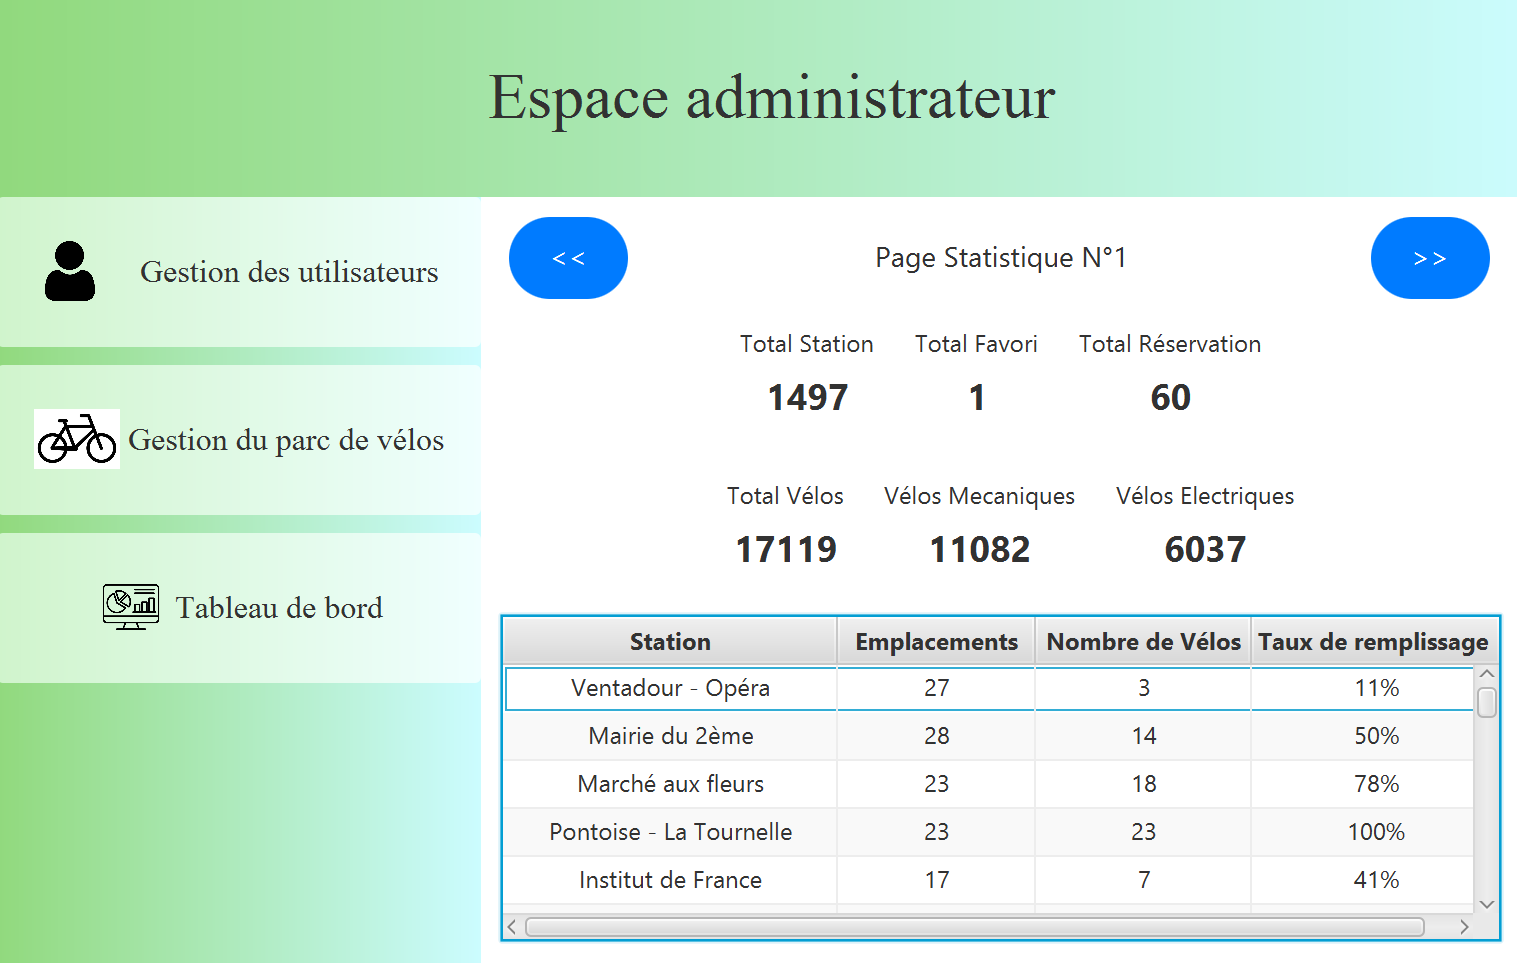 Espace administrateur
Gestion des utilisateurs
Gestion du parc de vélos
Tableau de bord
<< Page Statistique N°1 >>
Total Station Total Favori Total Réservation
1497 1 60
Total Vélos Vélos Mecaniques Vélos Electriques
17119 11082 6037
Station Emplacements Nombre de Vélos Taux de remplissage
Ventadour - Opéra 27 3 11%
Mairie du 2ème 28 14 50%
Marché aux fleurs 23 18 78%
Pontoise - La Tournelle 23 23 100%
Institut de France 17 7 41%